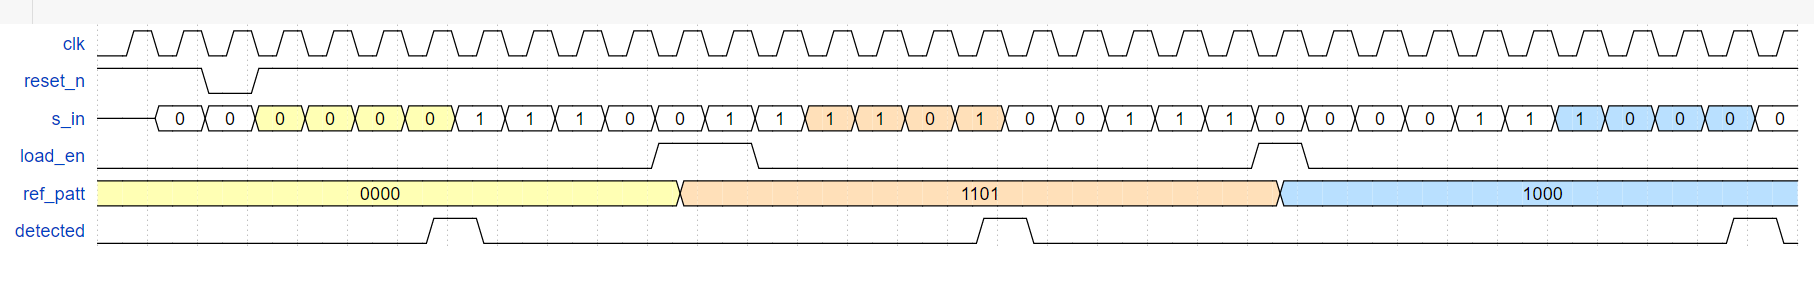 clk
reset_n
s_in 0 0 0 0 0 0 1 1 1 0 0 1 1 1 1 0 1 0 0 1 1 1 0 0 0 0 1 1 1 0 0 0 0
load_en
ref_patt 0000 1101 1000
detected